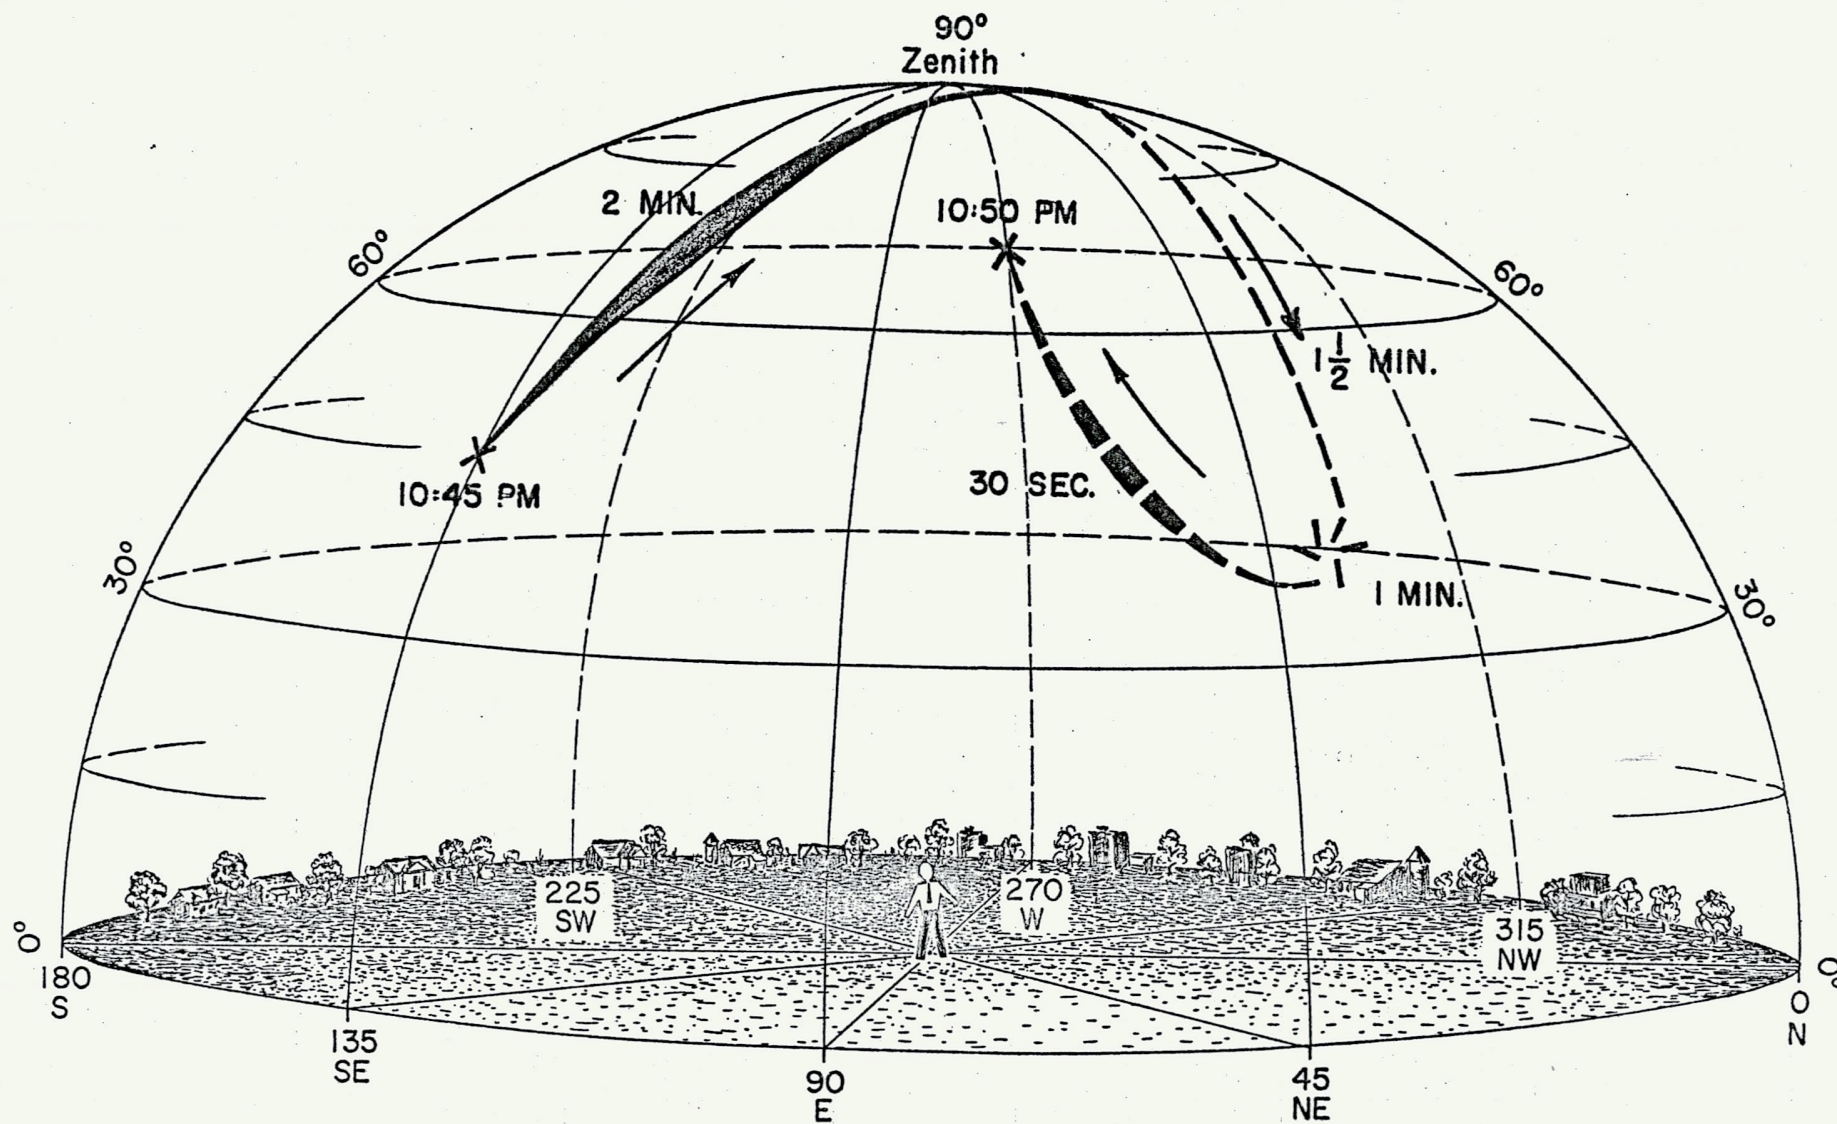 90°
Zenith
2 MIN.
10:50 PM
60°
60°
1 1/2 MIN.
10:45 PM
30 SEC.
30°
1 MIN.
30°
225
SW
270
W
315
NW
0°
0°
180
S
0
N
135
SE
90
E
45
NE